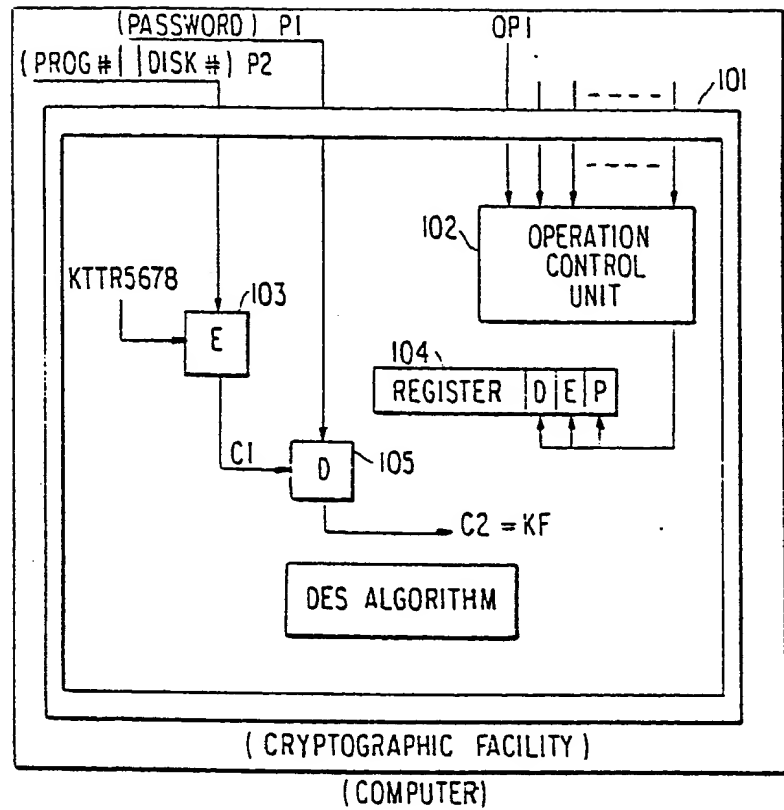 (PASSWORD) P1
OP1
(PROG #||DISK #) P2
101
102
OPERATION
CONTROL
UNIT
KTTR5678
103
E
104
REGISTER D E P
C1
D
105
C2 = KF
DES ALGORITHM
(CRYPTOGRAPHIC FACILITY)
(COMPUTER)